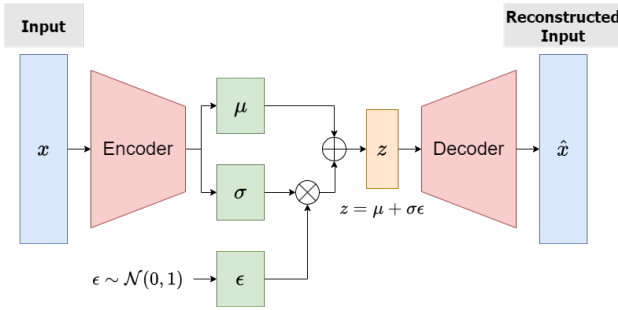 Input
Reconstructed
Input
x
Encoder
μ
σ
ϵ ∼ N(0, 1)
ϵ
z
z = μ + σϵ
Decoder
x̂